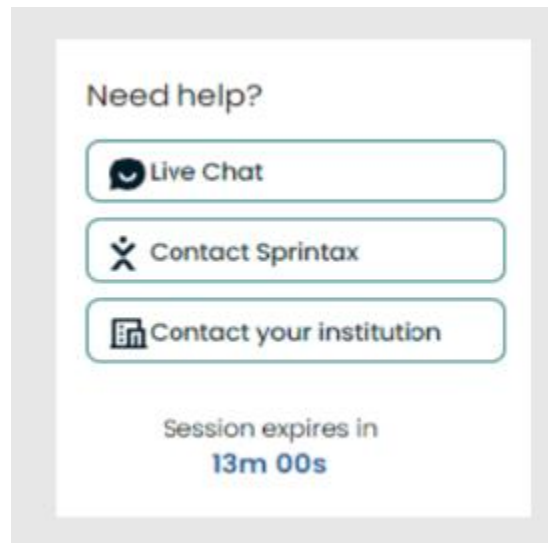 Need help?
Live Chat
Contact Sprintax
Contact your institution
Session expires in
13m 00s